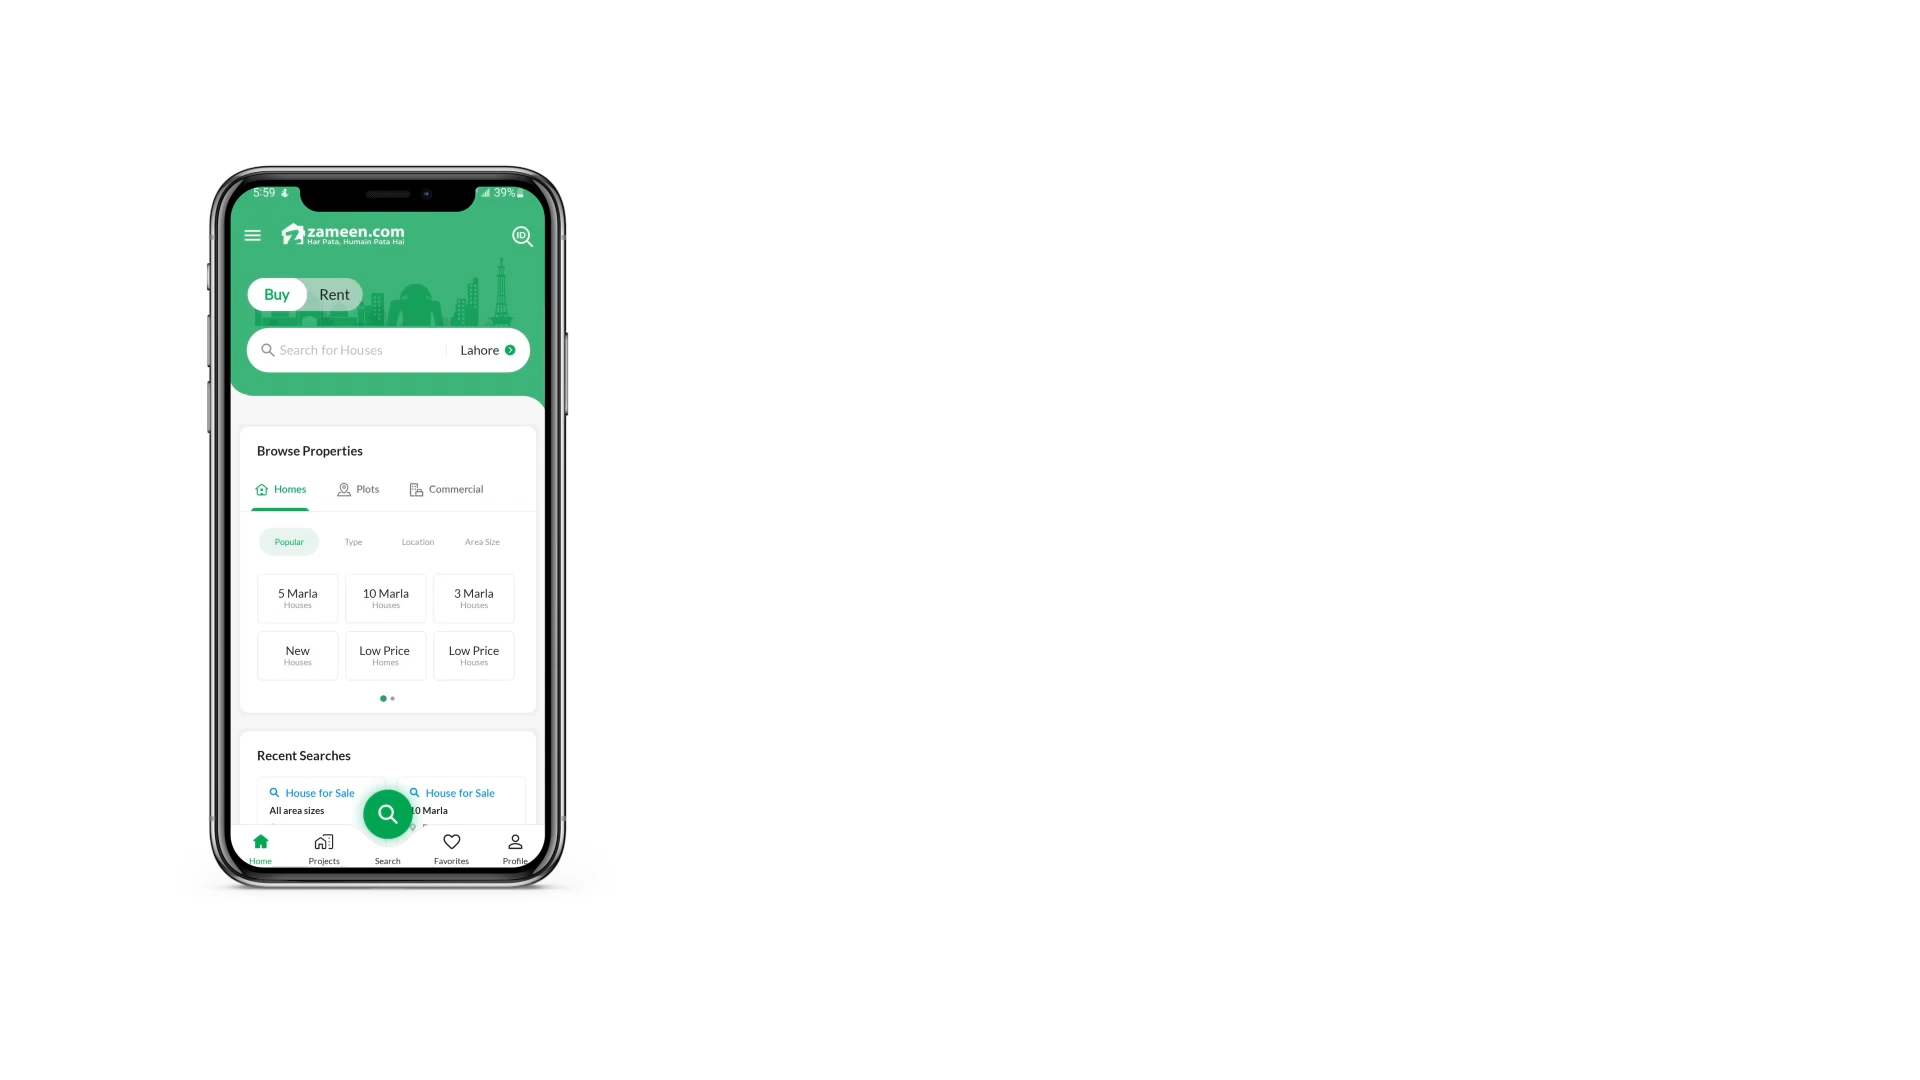 5:59
39%
zameen.com
Har Pata, Humain Pata Hai
ID
Buy Rent
Search for Houses Lahore
Browse Properties
Homes Plots Commercial
Popular Type Location Area Size
5 Marla 10 Marla 3 Marla
Houses Houses Houses
New Low Price Low Price
Houses Homes Houses
Recent Searches
House for Sale House for Sale
All area sizes 10 Marla
Home Projects Search Favorites Profile